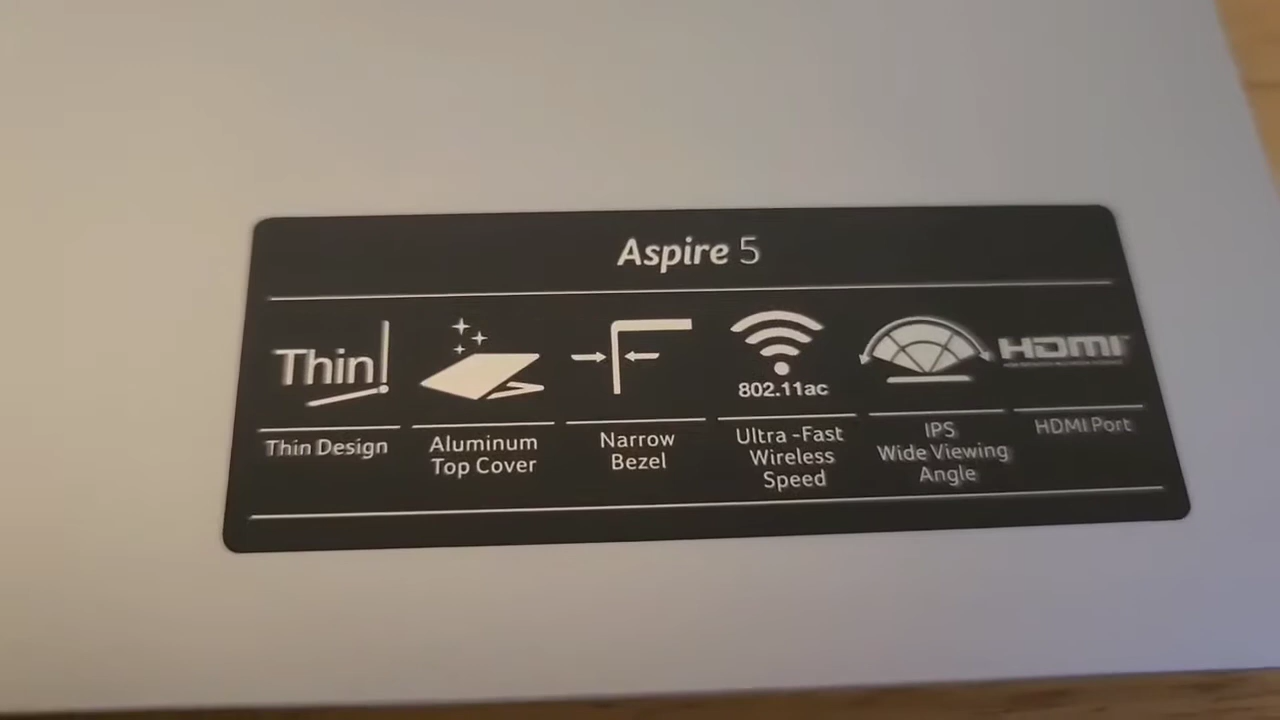 Aspire 5
Thin!
Thin Design
Aluminum
Top Cover
Narrow
Bezel
802.11ac
Ultra -Fast
Wireless
Speed
IPS
Wide Viewing
Angle
HDMI
HDMI Port